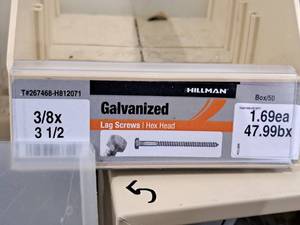 T#267468-H812071
HILLMAN
Box/50
3/8x
3 1/2
Galvanized
Lag Screws | Hex Head
1.69ea
47.99bx
5